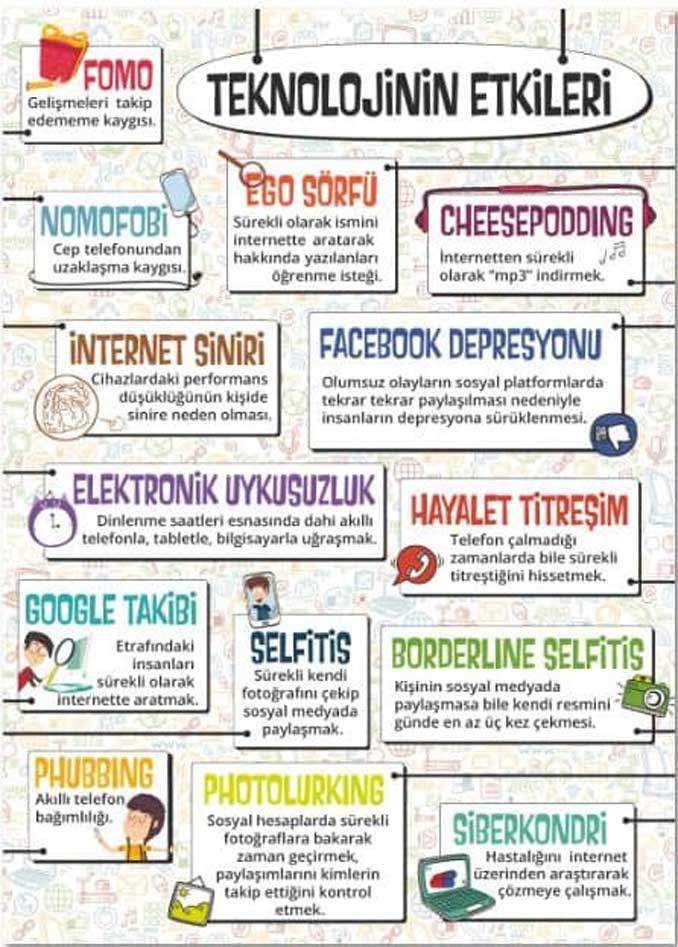 FOMO
Gelişmeleri takip
edememe kaygısı.
TEKNOLOJİNİN ETKİLERİ
NOMOFOBİ
Cep telefonundan
uzaklaşma kaygısı.
EGO SÖRFÜ
Sürekli olarak ismini
internette aratarak
hakkında yazılanları
öğrenme isteği.
CHEESEPODDING
İnternetten sürekli
olarak "mp3" indirmek.
İNTERNET SİNİRİ
Cihazlardaki performans
düşüklüğünün kişide
sinire neden olması.
FACEBOOK DEPRESYONU
Olumsuz olayların sosyal platformlarda
tekrar tekrar paylaşılması nedeniyle
insanların depresyona sürüklenmesi.
ELEKTRONİK UYKUSUZLUK
Dinlenme saatleri esnasında dahi akıllı
telefonla, tabletle, bilgisayarla uğraşmak.
HAYALET TİTREŞİM
Telefon çalmadığı
zamanlarda bile sürekli
titreştiğini hissetmek.
GOOGLE TAKİBİ
Etrafındaki
insanları
sürekli olarak
internette aratmak.
SELFİTİS
Sürekli kendi
fotoğrafını çekip
sosyal medyada
paylaşmak.
BORDERLINE SELFİTİS
Kişinin sosyal medyada
paylaşmasa bile kendi resmini
günde en az üç kez çekmesi.
PHUBBING
Akıllı telefon
bağımlılığı.
PHOTOLURKING
Sosyal hesaplarda sürekli
fotoğraflara bakarak
zaman geçirmek,
paylaşımlarını kimlerin
takip ettiğini kontrol
etmek.
SİBERKONDRİ
Hastalığını internet
üzerinden araştırarak
çözmeye çalışmak.